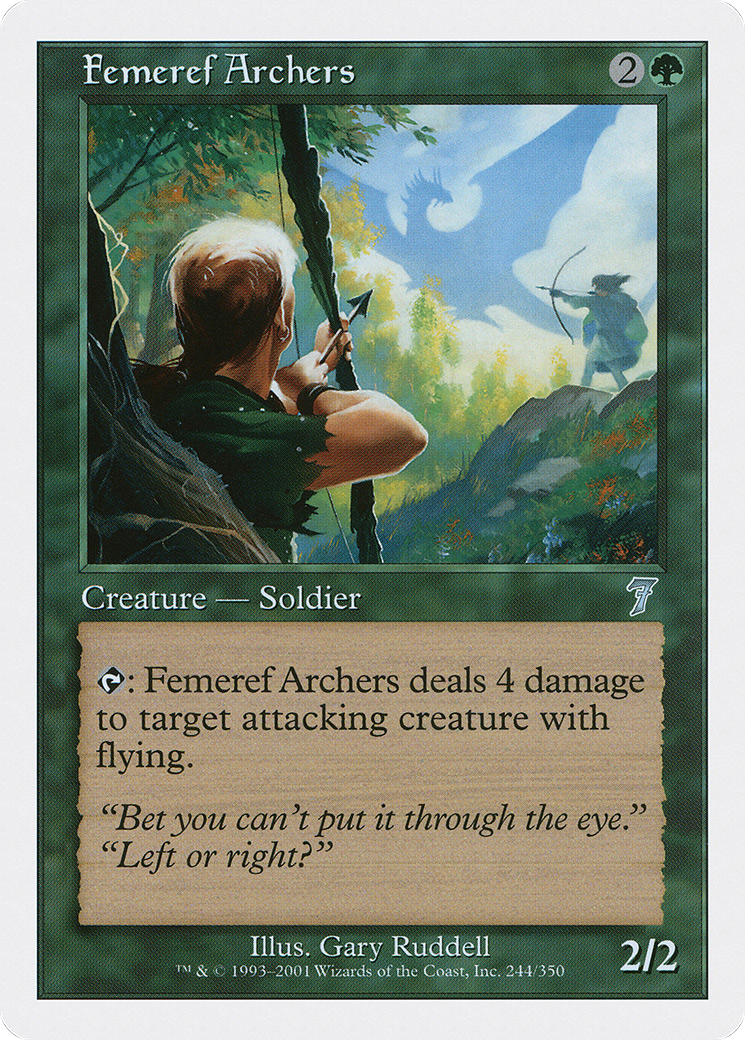 Femeref Archers
2
Creature — Soldier
7
: Femeref Archers deals 4 damage
to target attacking creature with
flying.
“Bet you can’t put it through the eye.”
“Left or right?”
Illus. Gary Ruddell
™ & © 1993–2001 Wizards of the Coast, Inc. 244/350
2/2